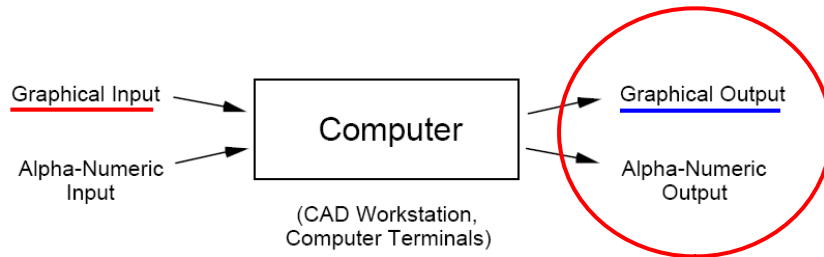 Graphical Input
Alpha-Numeric
Input
Computer
(CAD Workstation,
Computer Terminals)
Graphical Output
Alpha-Numeric
Output